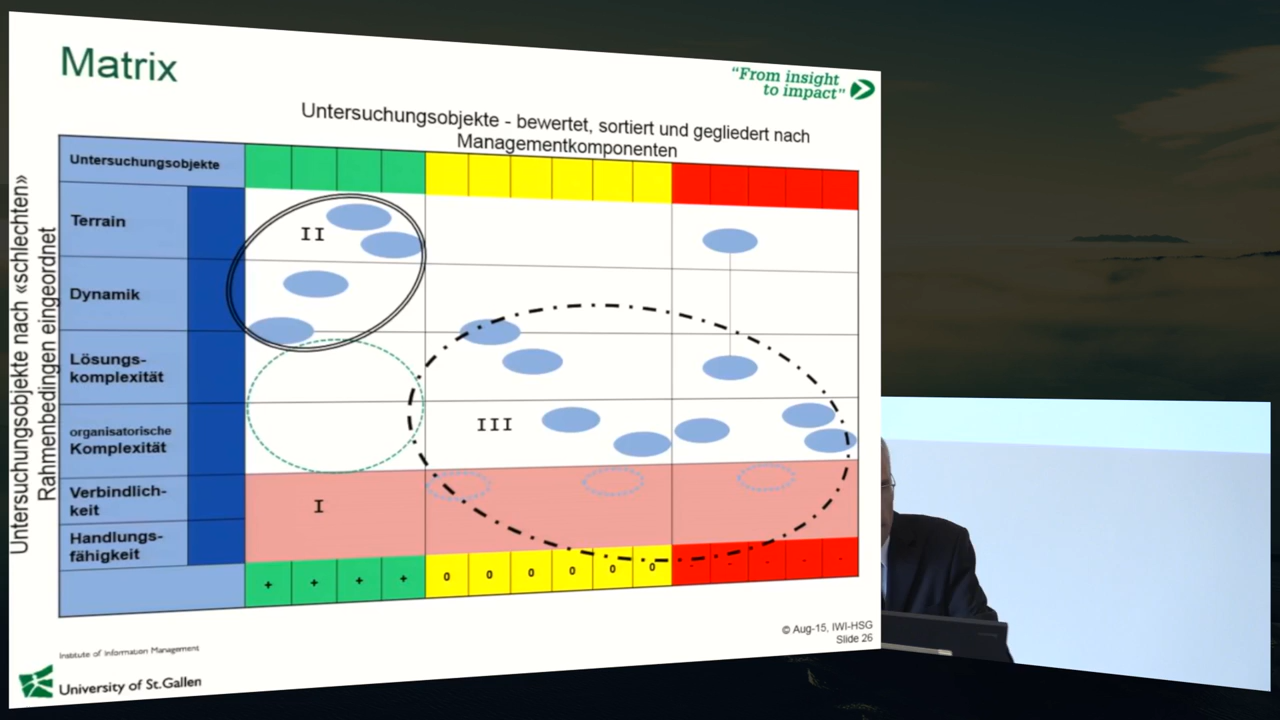 Matrix
“From insight
to impact”
Untersuchungsobjekte - bewertet, sortiert und gegliedert nach
Managementkomponenten
Untersuchungsobjekte nach «schlechten»
Rahmenbedingen eingeordnet
Untersuchungsobjekte
Terrain
II
Dynamik
Lösungs-
komplexität
organisatorische
Komplexität
III
Verbindlich-
keit
I
Handlungs-
fähigkeit
+ + + + 0 0 0 0 0 0 - - - - -
© Aug-15, IWI-HSG
Slide 26
Institute of Information Management
University of St.Gallen